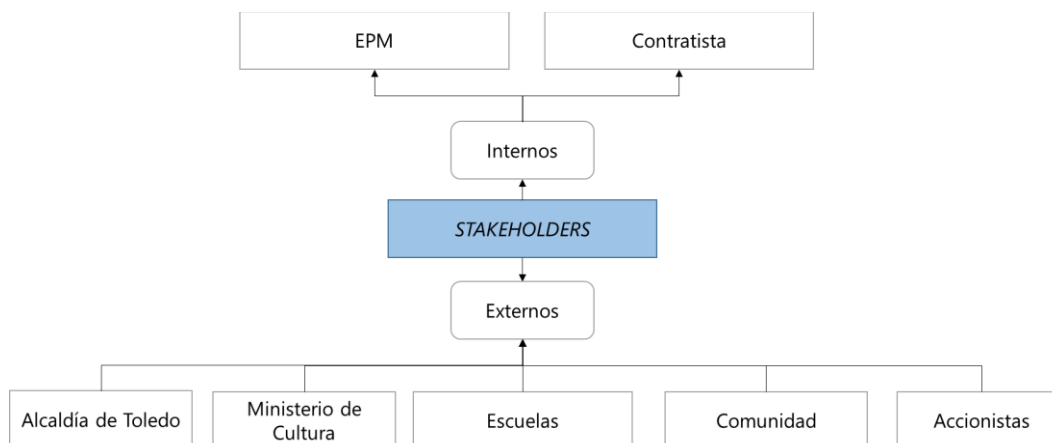 EPM
Contratista
Internos
STAKEHOLDERS
Externos
Alcaldía de Toledo
Ministerio de
Cultura
Escuelas
Comunidad
Accionistas